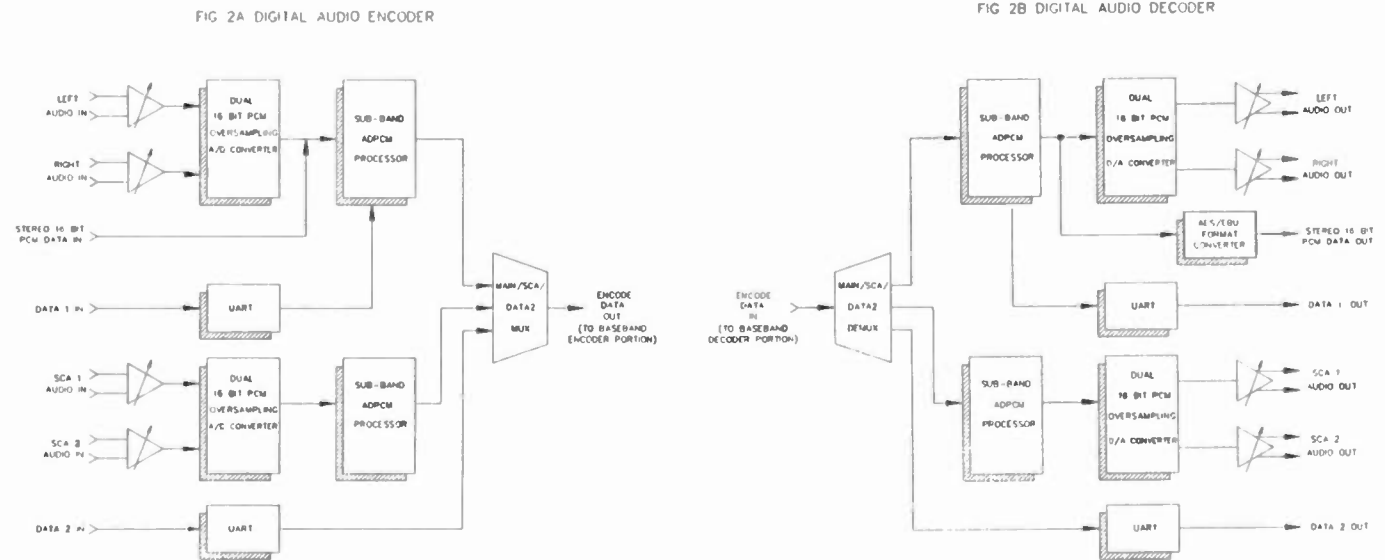 FIG 2A DIGITAL AUDIO ENCODER
LEFT
AUDIO IN
RIGHT
AUDIO IN
STEREO 16 BIT
PCM DATA IN
DATA 1 IN
SCA 1
AUDIO IN
SCA 2
AUDIO IN
DATA 2 IN
DUAL
16 BIT PCM
OVERSAMPLING
A/D CONVERTER
SUB-BAND
ADPCM
PROCESSOR
UART
DUAL
16 BIT PCM
OVERSAMPLING
A/D CONVERTER
SUB-BAND
ADPCM
PROCESSOR
UART
MAIN/SCA/
DATA2
MUX
ENCODE
DATA
OUT
(TO BASEBAND
ENCODER PORTION)
FIG 2B DIGITAL AUDIO DECODER
ENCODE
DATA
IN
(TO BASEBAND
DECODER PORTION)
MAIN/SCA/
DATA2
DEMUX
SUB-BAND
ADPCM
PROCESSOR
DUAL
16 BIT PCM
OVERSAMPLING
D/A CONVERTER
LEFT
AUDIO OUT
RIGHT
AUDIO OUT
AES/EBU
FORMAT
CONVERTER
STEREO 16 BIT
PCM DATA OUT
UART
DATA 1 OUT
SUB-BAND
ADPCM
PROCESSOR
DUAL
16 BIT PCM
OVERSAMPLING
D/A CONVERTER
SCA 1
AUDIO OUT
SCA 2
AUDIO OUT
UART
DATA 2 OUT